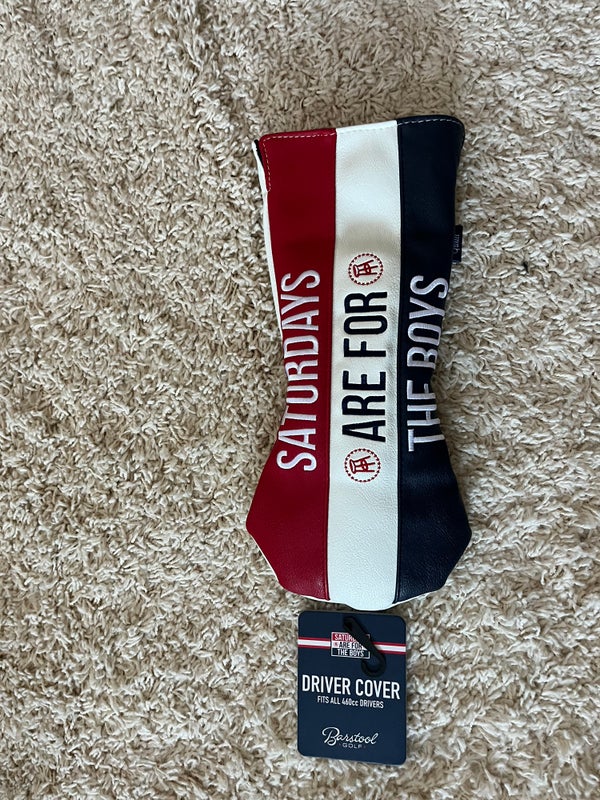 SATURDAYS
ARE FOR
THE BOYS
SATURDAYS
ARE FOR
THE BOYS
DRIVER COVER
FITS ALL 460cc DRIVERS
Barstool
GOLF